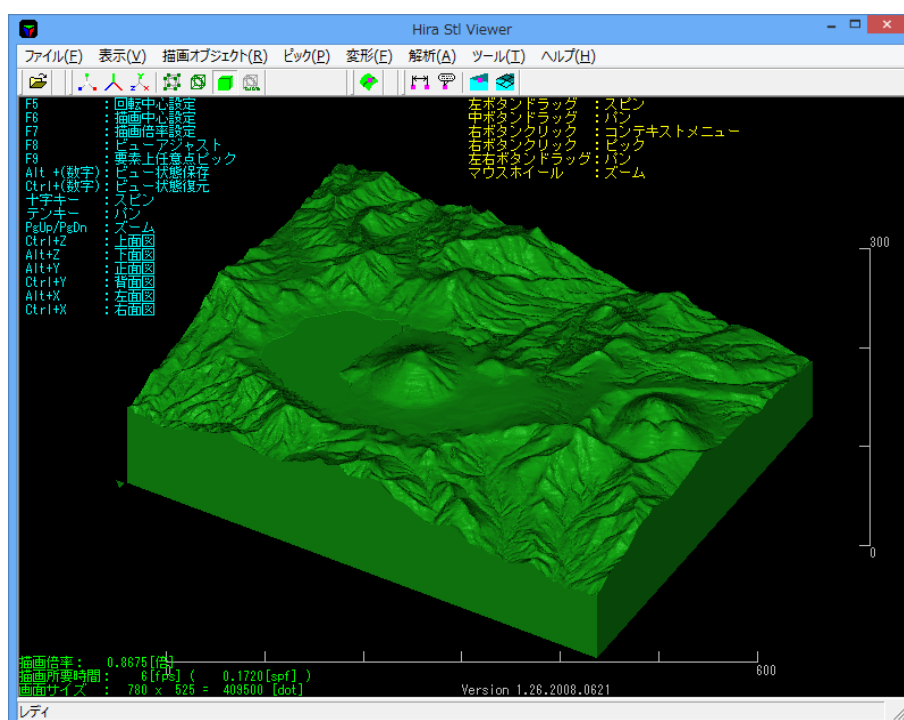 Hira Stl Viewer
ファイル(F) 表示(V) 描画オブジェクト(R) ピック(P) 変形(E) 解析(A) ツール(T) ヘルプ(H)
F5 :回転中心設定
F6 :描画中心設定
F7 :描画倍率設定
F8 :ビューアジャスト
F9 :要素上任意点ピック
Alt +(数字):ビュー状態保存
Ctrl+(数字):ビュー状態復元
十字キー :スピン
テンキー :パン
PgUp/PgDn :ズーム
Ctrl+Z :上面図
Alt+Z :下面図
Alt+Y :正面図
Ctrl+Y :背面図
Alt+X :左面図
Ctrl+X :右面図
左ボタンドラッグ :スピン
中ボタンドラッグ :パン
右ボタンクリック :コンテキストメニュー
右ボタンクリック :ピック
左右ボタンドラッグ:パン
マウスホイール :ズーム
300
0
0
600
描画倍率: 0.8675[倍]
描画所要時間: 6[fps] ( 0.1720[spf] )
画面サイズ : 780 x 525 = 409500 [dot]
Version 1.26.2008.0621
レディ